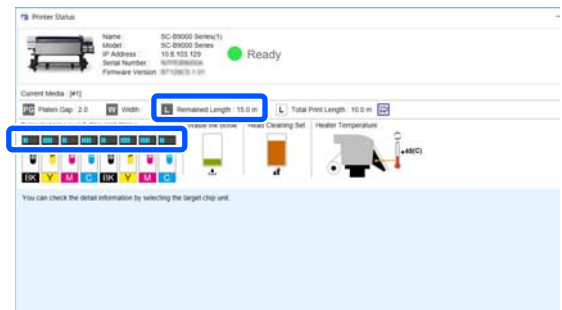 Printer Status
Name : SC-B9000 Series(1)
Model : SC-B9000 Series
IP Address : 10.8.103.129
Serial Number :
Firmware Version :
Ready
Current Media : [#1]
PG Platen Gap : 2.0 W Width : L Remained Length : 15.0 m L Total Print Length : 10.0 m
Waste Ink Bottle Head Cleaning Set Heater Temperature
+48(C)
BK Y M C BK Y M C
You can check the detail information by selecting the target chip unit.